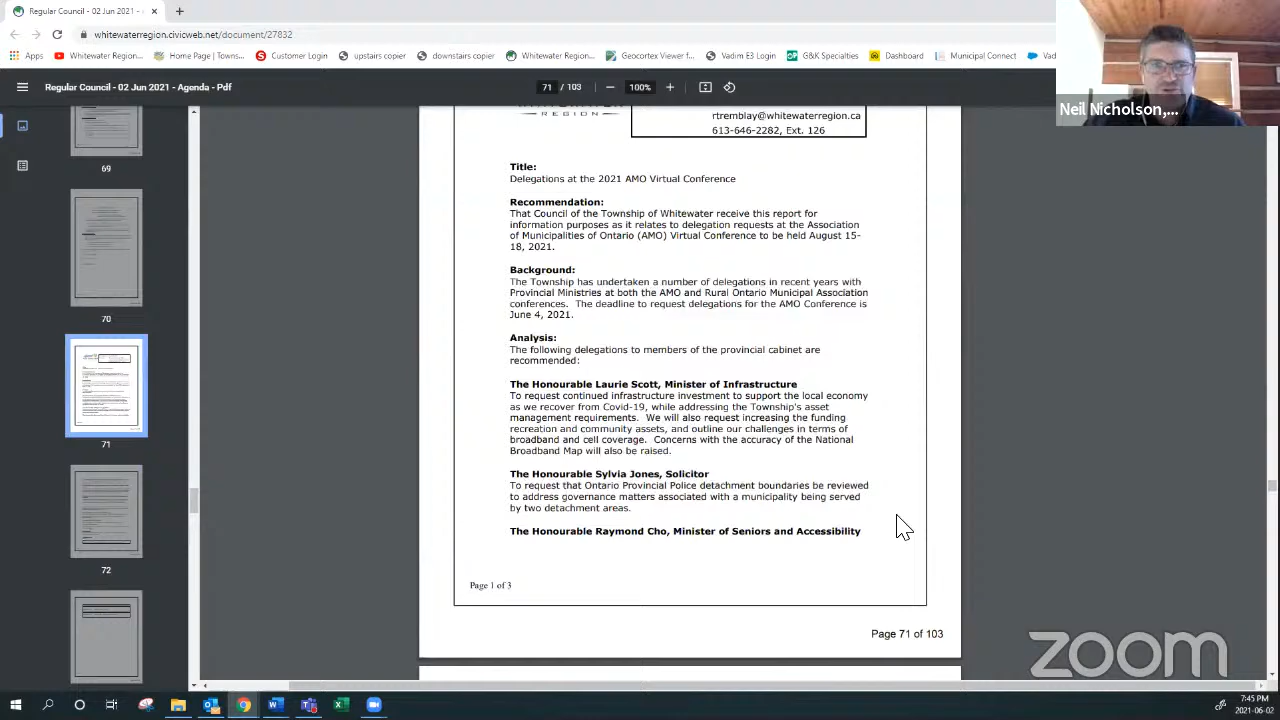 Regular Council - 02 Jun 2021 -
whitewaterregion.civicweb.net/document/27832
Apps
Whitewater Region...
Home Page | Towns...
Customer Login
upstairs copier
downstairs copier
Whitewater Region...
Geocortex Viewer f...
Vadim E3 Login
G&K Specialties
Dashboard
Municipal Connect
Vad
Neil Nicholson,...
Regular Council - 02 Jun 2021 - Agenda - Pdf
71 / 103
100%
REGION
rtremblay@whitewaterregion.ca
613-646-2282, Ext. 126
Title:
Delegations at the 2021 AMO Virtual Conference
Recommendation:
That Council of the Township of Whitewater receive this report for
information purposes as it relates to delegation requests at the Association
of Municipalities of Ontario (AMO) Virtual Conference to be held August 15-
18, 2021.
Background:
The Township has undertaken a number of delegations in recent years with
Provincial Ministries at both the AMO and Rural Ontario Municipal Association
conferences. The deadline to request delegations for the AMO Conference is
June 4, 2021.
Analysis:
The following delegations to members of the provincial cabinet are
recommended:
The Honourable Laurie Scott, Minister of Infrastructure
To request continued infrastructure investment to support the local economy
as we recover from Covid-19, while addressing the Township's asset
management requirements. We will also request increasing the funding
recreation and community assets, and outline our challenges in terms of
broadband and cell coverage. Concerns with the accuracy of the National
Broadband Map will also be raised.
The Honourable Sylvia Jones, Solicitor
To request that Ontario Provincial Police detachment boundaries be reviewed
to address governance matters associated with a municipality being served
by two detachment areas.
The Honourable Raymond Cho, Minister of Seniors and Accessibility
Page 1 of 3
Page 71 of 103
69
70
71
72
zoom
7:45 PM
2021-06-02